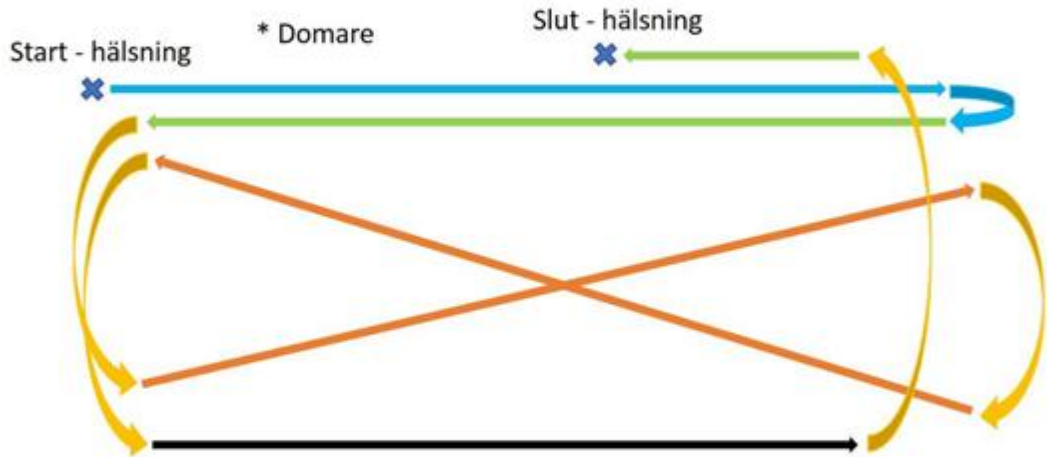 Start - hälsning
* Domare
Slut - hälsning